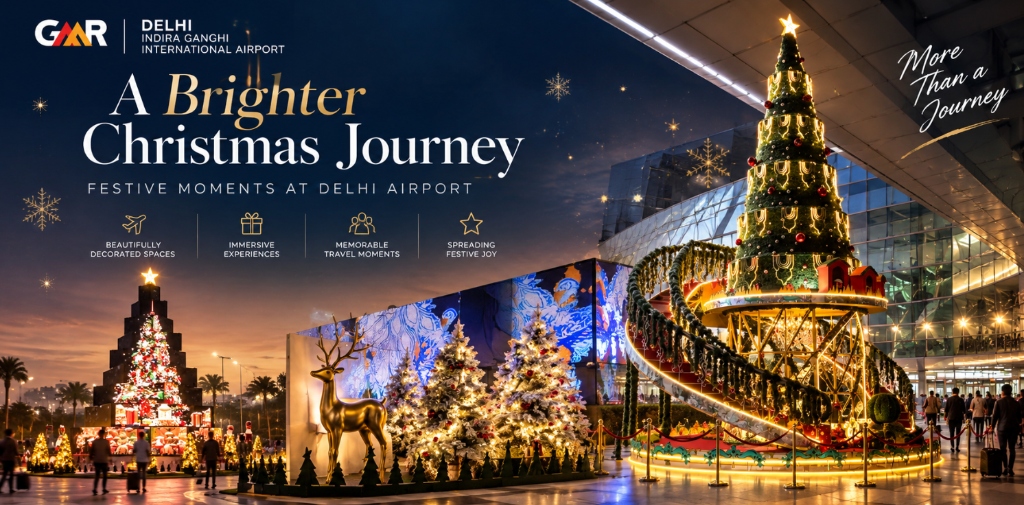 GMR
DELHI
INDIRA GANGHI
INTERNATIONAL AIRPORT
A Brighter
Christmas Journey
FESTIVE MOMENTS AT DELHI AIRPORT
BEAUTIFULLY
DECORATED SPACES
IMMERSIVE
EXPERIENCES
MEMORABLE
TRAVEL MOMENTS
SPREADING
FESTIVE JOY
More
Than a
Journey